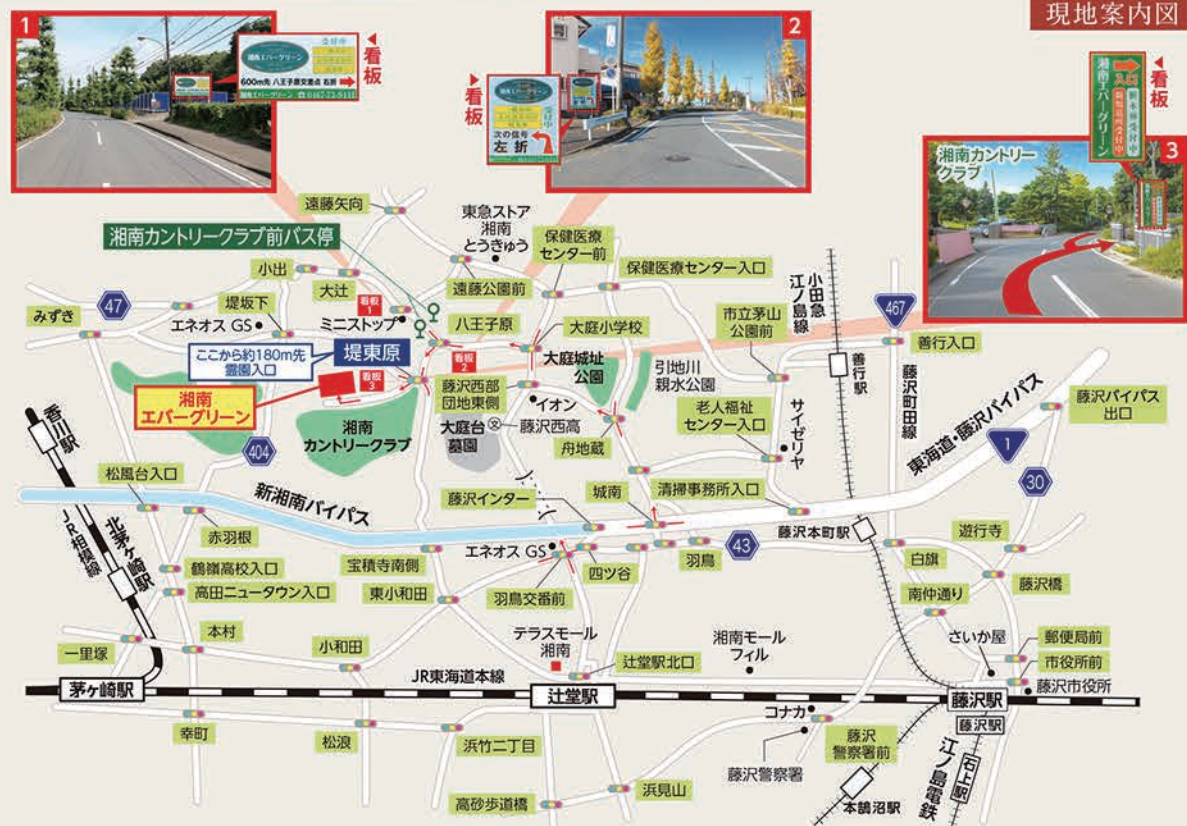 現地案内図
1
看板
湘南エバーグリーン
600m先 八王子原交差点 右折
湘南エバーグリーン
2
看板
湘南エバーグリーン
受付中
次の信号
左折
看板
入口
湘南エバーグリーン
3
湘南カントリー
クラブ
遠藤矢向
東急ストア
湘南
とうきゅう
湘南カントリークラブ前バス停
保健医療
センター前
保健医療センター入口
小田急
江ノ島線
小出
大辻
遠藤公園前
47
467
みずき
堤坂下
エネオス GS
ミニストップ
看板
1
八王子原
大庭小学校
市立茅山
公園前
善行入口
ここから約180m先
霊園入口
堤東原
看板
2
大庭城址
公園
引地川
親水公園
善行駅
藤沢町田線
湘南
エバーグリーン
看板
3
藤沢西部
団地東側
イオン
藤沢バイパス
出口
湘南
カントリークラブ
大庭台
墓園
文
藤沢西高
老人福祉
センター入口
サイゼリヤ
東海道・藤沢バイパス
1
香川駅
404
舟地蔵
30
松風台入口
新湘南バイパス
藤沢インター
城南
清掃事務所入口
JR相模線
北茅ヶ崎駅
赤羽根
宝積寺南側
エネオス GS
羽鳥
43
藤沢本町駅
白旗
遊行寺
鶴嶺高校入口
四ツ谷
藤沢橋
高田ニュータウン入口
東小和田
羽鳥交番前
南仲通り
一里塚
本村
小和田
テラスモール
湘南
湘南モール
フィル
さいか屋
郵便局前
辻堂駅北口
市役所前
JR東海道本線
茅ヶ崎駅
辻堂駅
藤沢駅
藤沢市役所
藤沢駅
コナカ
幸町
松浪
浜竹二丁目
藤沢
警察署前
藤沢警察署
江ノ島電鉄
石上駅
浜見山
高砂歩道橋
本鵠沼駅